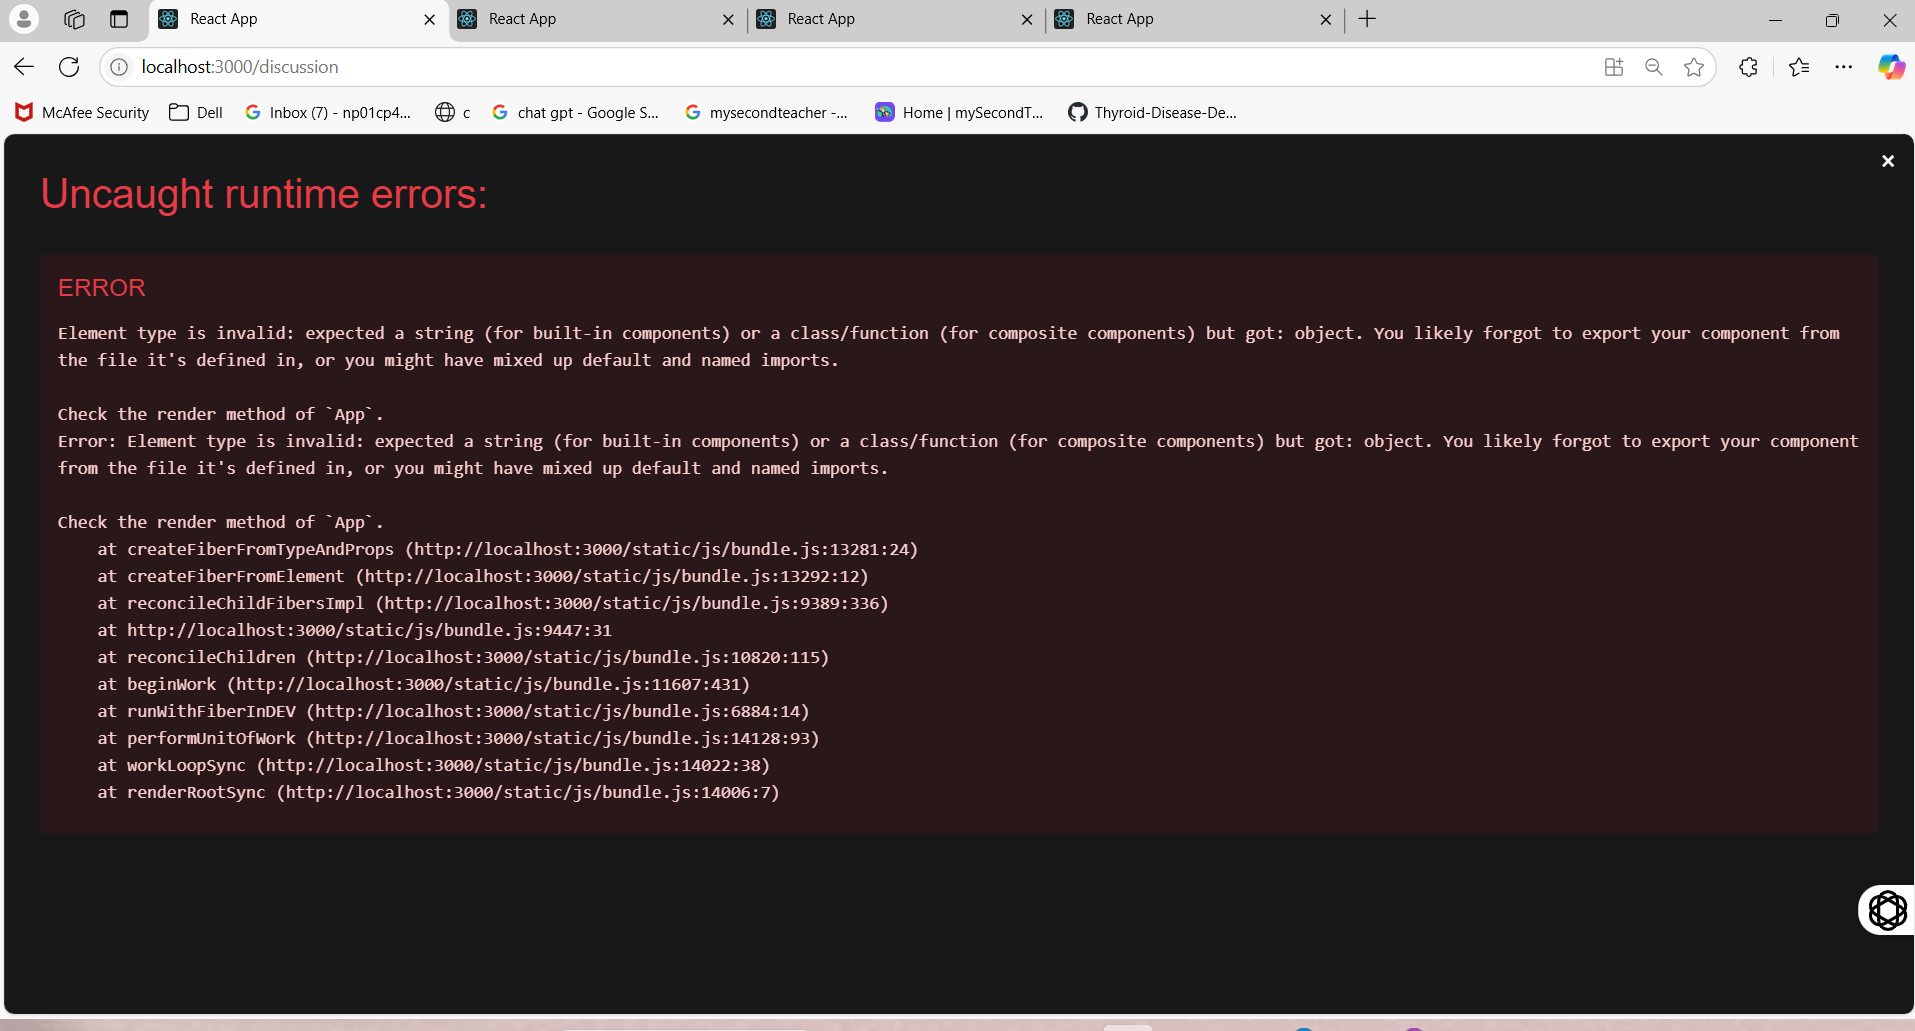 React App
React App
React App
React App
localhost:3000/discussion
McAfee Security
Dell
Inbox (7) - np01cp4...
c
chat gpt - Google S...
mysecondteacher -...
Home | mySecondT...
Thyroid-Disease-De...
Uncaught runtime errors:
ERROR
Element type is invalid: expected a string (for built-in components) or a class/function (for composite components) but got: object. You likely forgot to export your component from
the file it's defined in, or you might have mixed up default and named imports.
Check the render method of `App`.
Error: Element type is invalid: expected a string (for built-in components) or a class/function (for composite components) but got: object. You likely forgot to export your component
from the file it's defined in, or you might have mixed up default and named imports.
Check the render method of `App`.
at createFiberFromTypeAndProps (http://localhost:3000/static/js/bundle.js:13281:24)
at createFiberFromElement (http://localhost:3000/static/js/bundle.js:13292:12)
at reconcileChildFibersImpl (http://localhost:3000/static/js/bundle.js:9389:336)
at http://localhost:3000/static/js/bundle.js:9447:31
at reconcileChildren (http://localhost:3000/static/js/bundle.js:10820:115)
at beginWork (http://localhost:3000/static/js/bundle.js:11607:431)
at runWithFiberInDEV (http://localhost:3000/static/js/bundle.js:6884:14)
at performUnitOfWork (http://localhost:3000/static/js/bundle.js:14128:93)
at workLoopSync (http://localhost:3000/static/js/bundle.js:14022:38)
at renderRootSync (http://localhost:3000/static/js/bundle.js:14006:7)